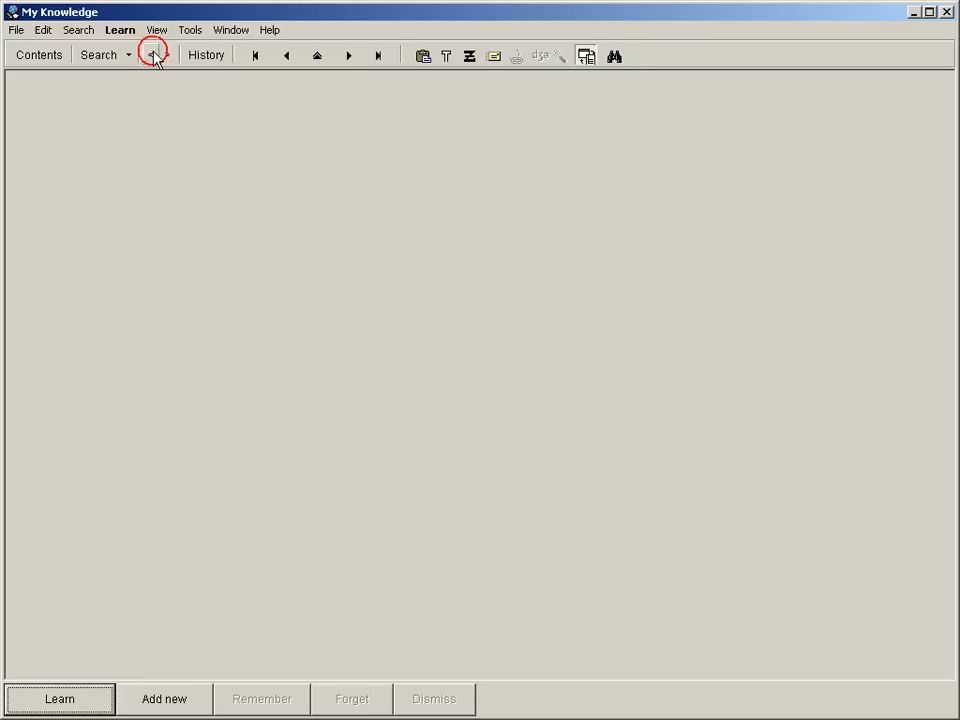 My Knowledge
File Edit Search Learn View Tools Window Help
Contents Search History
Learn Add new Remember Forget Dismiss